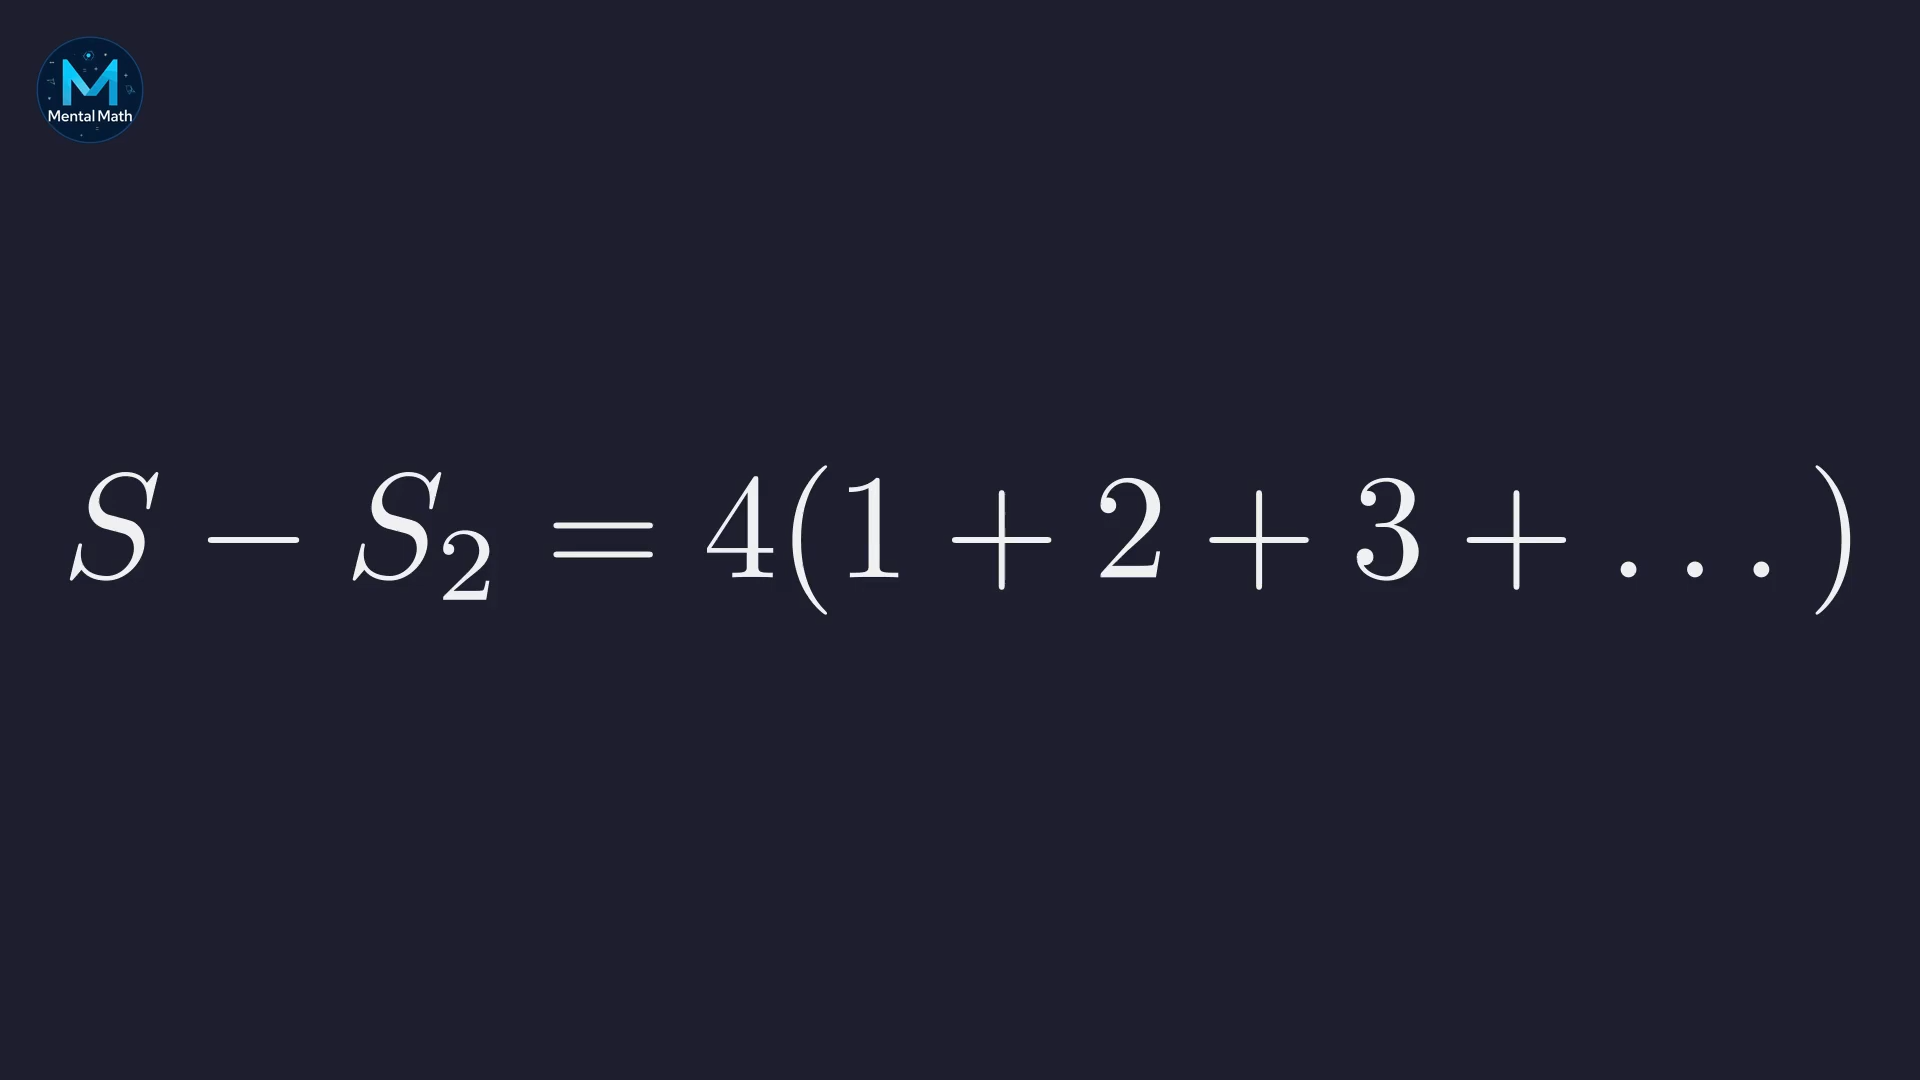 M
Mental Math
S − S₂ = 4(1 + 2 + 3 + . . . )